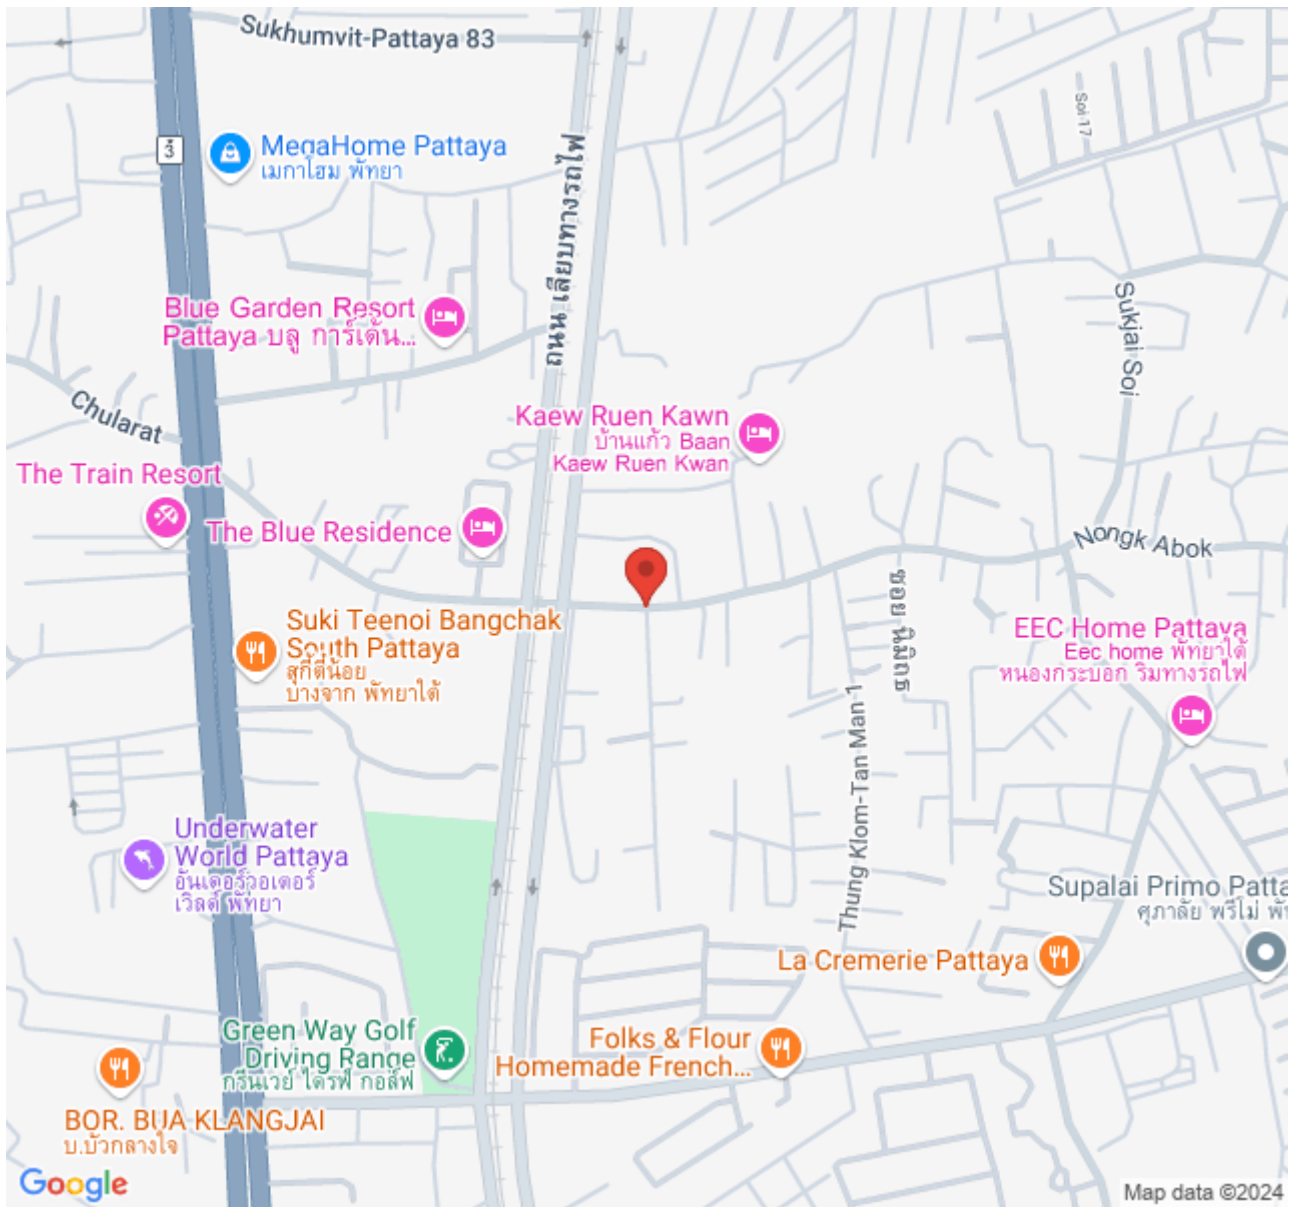 Sukhumvit-Pattaya 83
Soi 17
3
MegaHome Pattaya
เมกาโฮม พัทยา
ถนน เลียบทางรถไฟ
Blue Garden Resort
Pattaya บลู การ์เด้น...
Sukjai Soi
Chularat
Kaew Ruen Kawn
บ้านแก้ว Baan
Kaew Ruen Kwan
The Train Resort
The Blue Residence
Nongk Abok
ซอย นิมิตร
Suki Teenoi Bangchak
South Pattaya
สุกี้ตี๋น้อย
บางจาก พัทยาใต้
EEC Home Pattaya
Eec home พัทยาใต้
หนองกระบอก ริมทางรถไฟ
Thung Klom-Tan Man 1
Underwater
World Pattaya
อันเดอร์วอเตอร์
เวิลด์ พัทยา
Supalai Primo Patta
ศุภาลัย พรีโม่ พั
La Cremerie Pattaya
Green Way Golf
Driving Range
กรีนเวย์ ไดรฟ์ กอล์ฟ
Folks & Flour
Homemade French...
BOR. BUA KLANGJAI
บ.บัวกลางใจ
Google
Map data ©2024